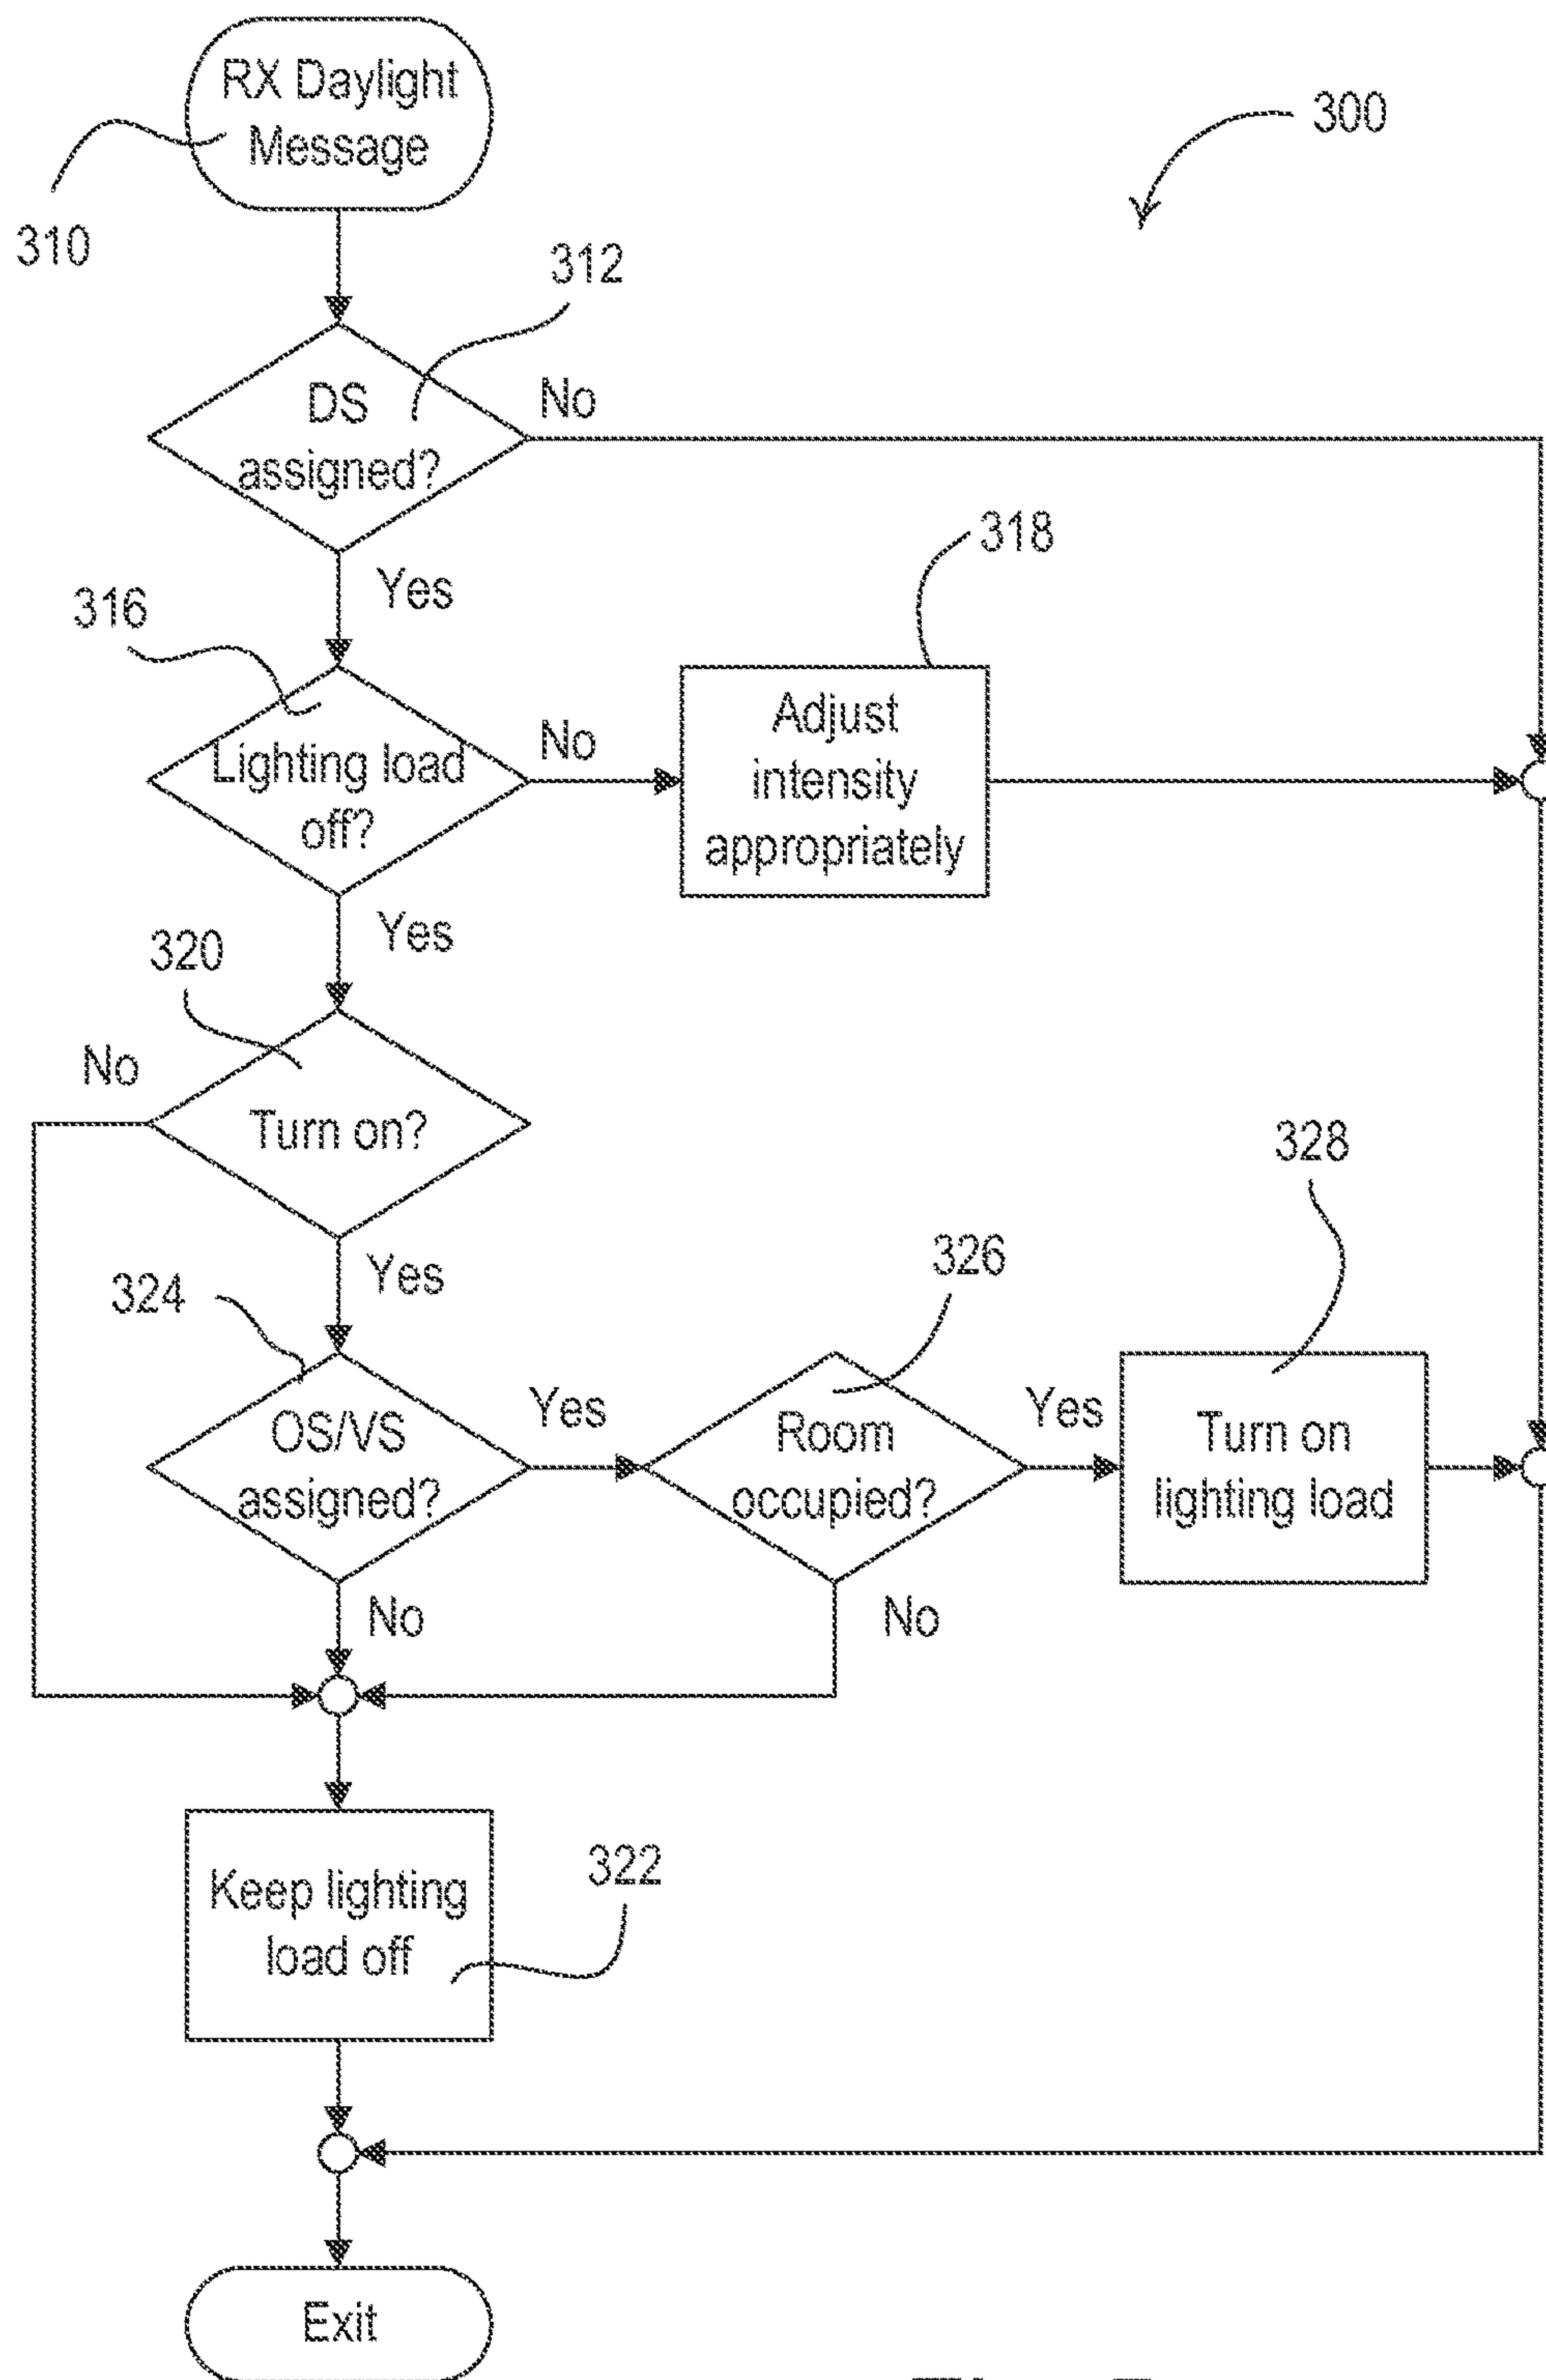 RX Daylight
Message
300
310
312
DS
assigned?
No
Yes
318
316
Adjust
intensity
appropriately
Lighting load
off?
No
Yes
320
No
Turn on?
328
Yes
326
324
OS/VS
assigned?
Yes
Room
occupied?
Yes
Turn on
lighting load
No
No
Keep lighting
load off
322
Exit